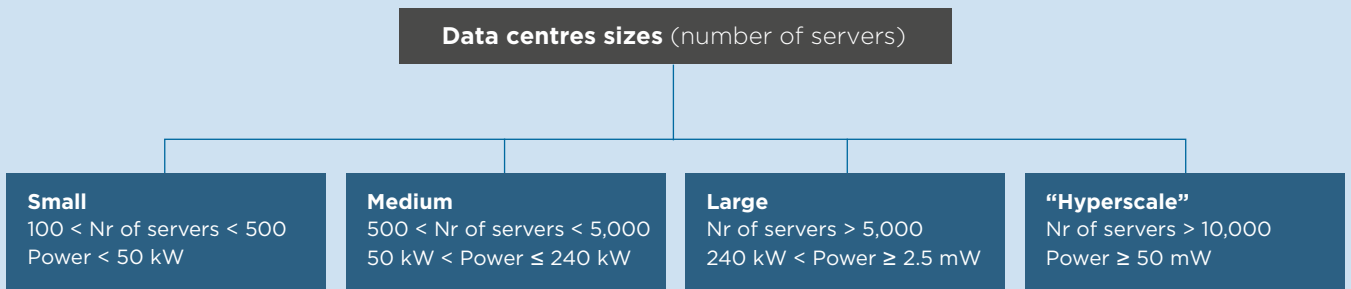 Data centres sizes (number of servers)
Small
100 < Nr of servers < 500
Power < 50 kW
Medium
500 < Nr of servers < 5,000
50 kW < Power ≤ 240 kW
Large
Nr of servers > 5,000
240 kW < Power ≥ 2.5 mW
“Hyperscale”
Nr of servers > 10,000
Power ≥ 50 mW